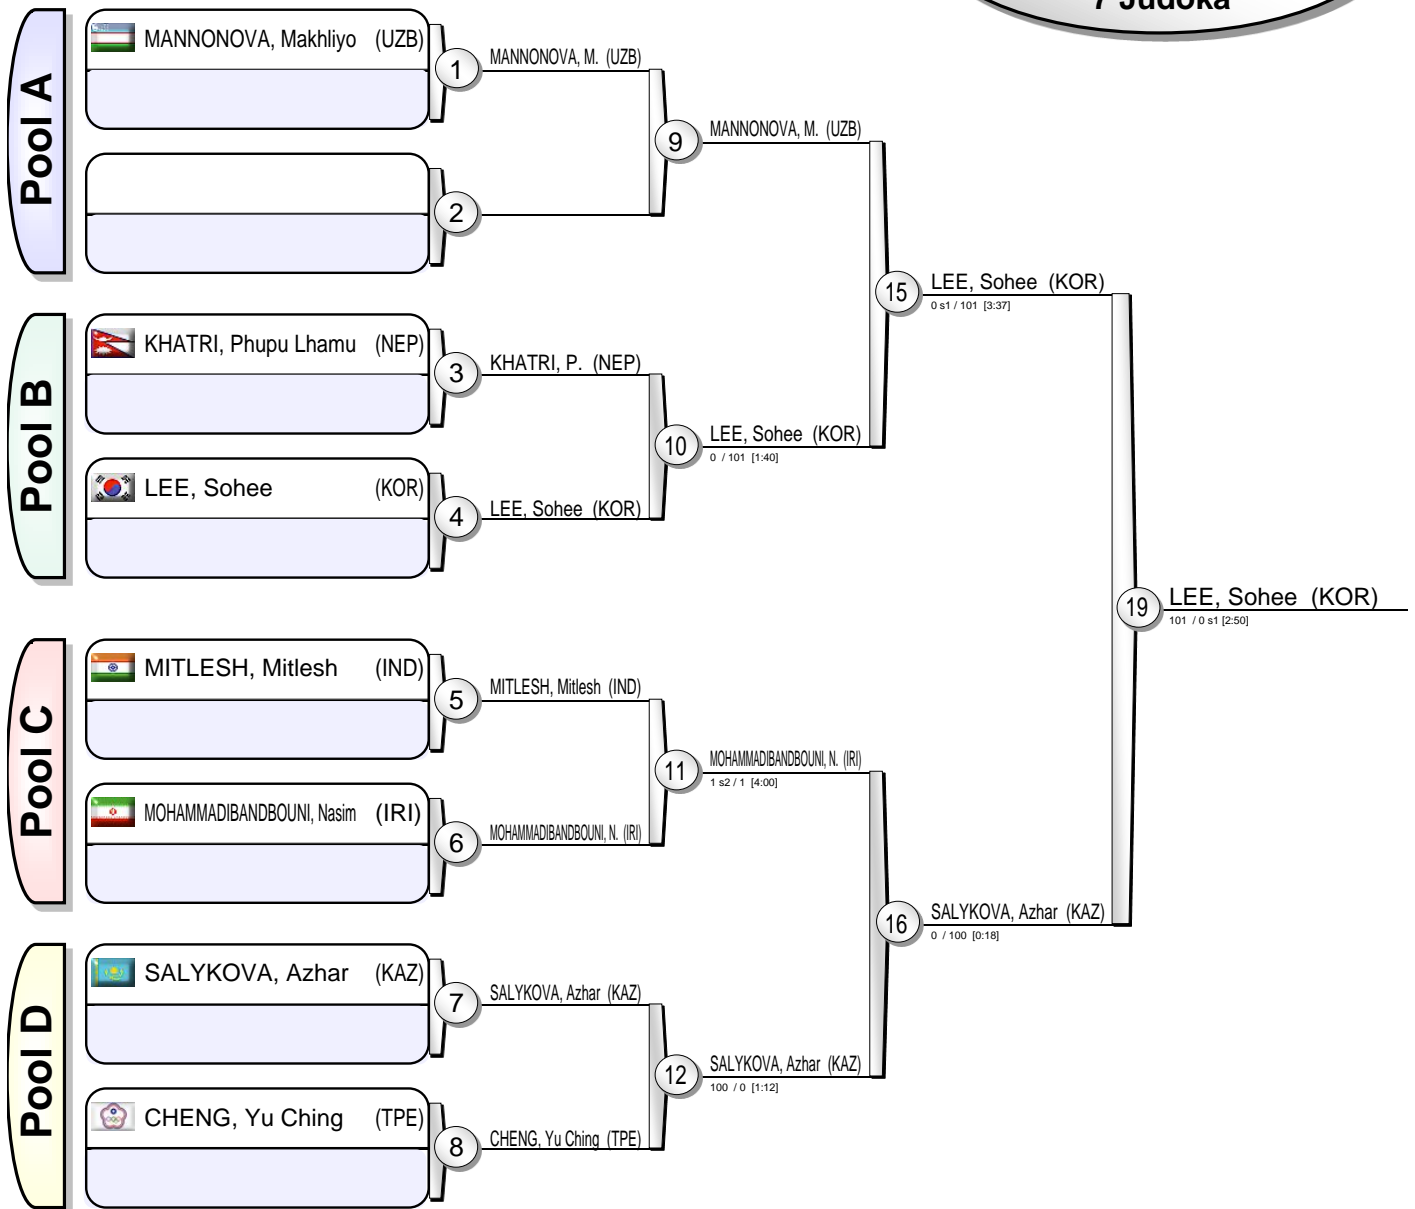 7 Judoka
Pool A
MANNONOVA, Makhliyo (UZB)
1
MANNONOVA, M. (UZB)
2
9
MANNONOVA, M. (UZB)
Pool B
KHATRI, Phupu Lhamu (NEP)
3
KHATRI, P. (NEP)
LEE, Sohee (KOR)
4
LEE, Sohee (KOR)
10
LEE, Sohee (KOR)
0 / 101 [1:40]
15
LEE, Sohee (KOR)
0 s1 / 101 [3:37]
Pool C
MITLESH, Mitlesh (IND)
5
MITLESH, Mitlesh (IND)
MOHAMMADIBANDBOUNI, Nasim (IRI)
6
MOHAMMADIBANDBOUNI, N. (IRI)
11
MOHAMMADIBANDBOUNI, N. (IRI)
1 s2 / 1 [4:00]
Pool D
SALYKOVA, Azhar (KAZ)
7
SALYKOVA, Azhar (KAZ)
CHENG, Yu Ching (TPE)
8
CHENG, Yu Ching (TPE)
12
SALYKOVA, Azhar (KAZ)
100 / 0 [1:12]
16
SALYKOVA, Azhar (KAZ)
0 / 100 [0:18]
19
LEE, Sohee (KOR)
101 / 0 s1 [2:50]